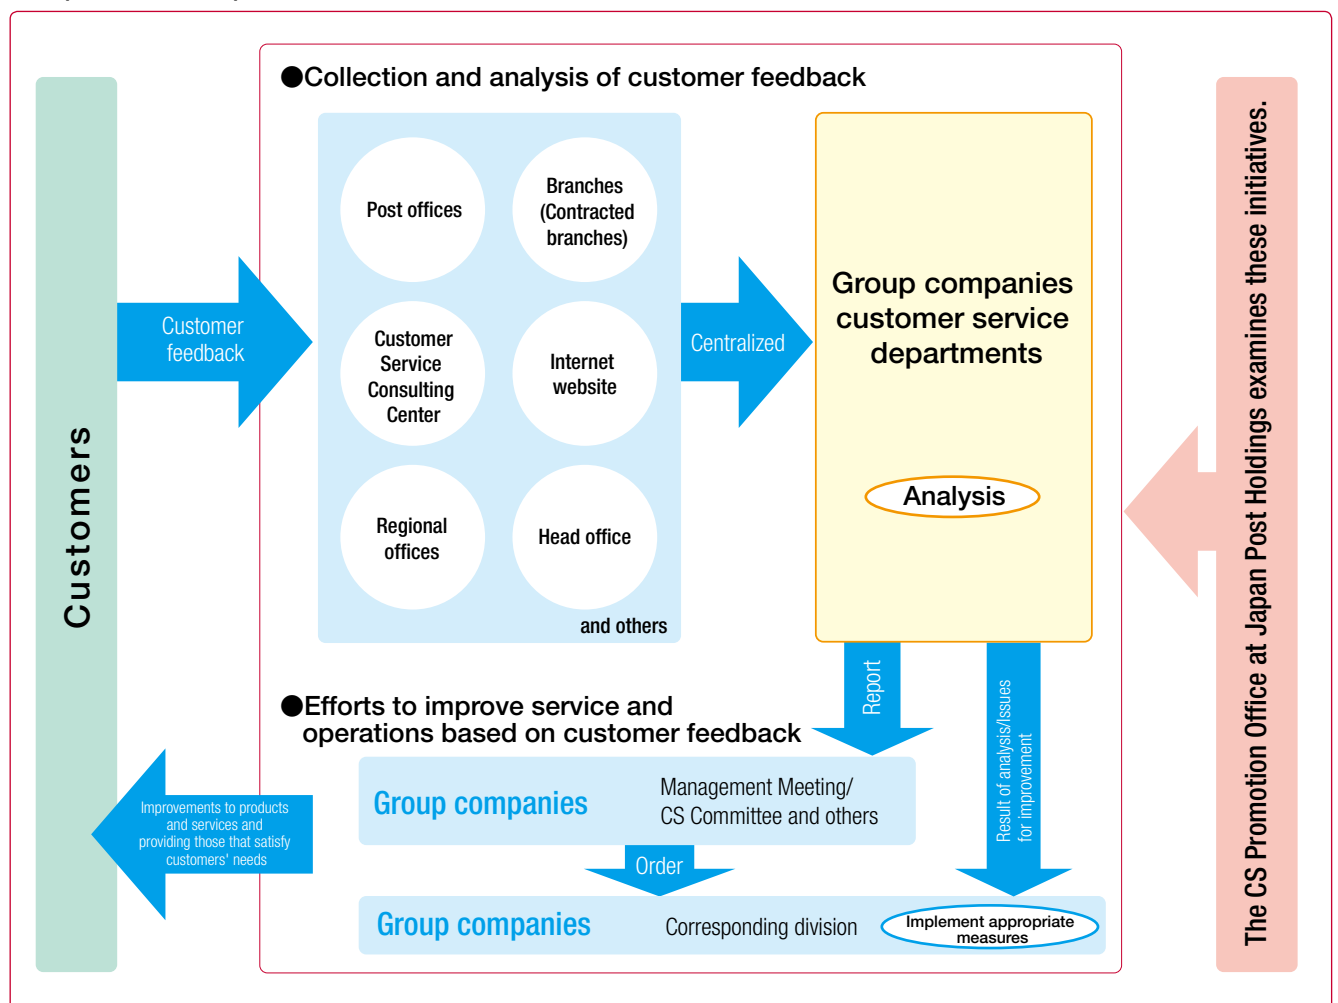 Customers
●Collection and analysis of customer feedback
Customer
feedback
Post offices
Branches
(Contracted
branches)
Customer
Service
Consulting
Center
Internet
website
Regional
offices
Head office
and others
Centralized
Group companies
customer service
departments
Analysis
Report
Result of analysis/Issues
for improvement
●Efforts to improve service and
operations based on customer feedback
Group companies
Management Meeting/
CS Committee and others
Order
Group companies
Corresponding division
Implement appropriate
measures
Improvements to products
and services and
providing those that satisfy
customers' needs
The CS Promotion Office at Japan Post Holdings examines these initiatives.